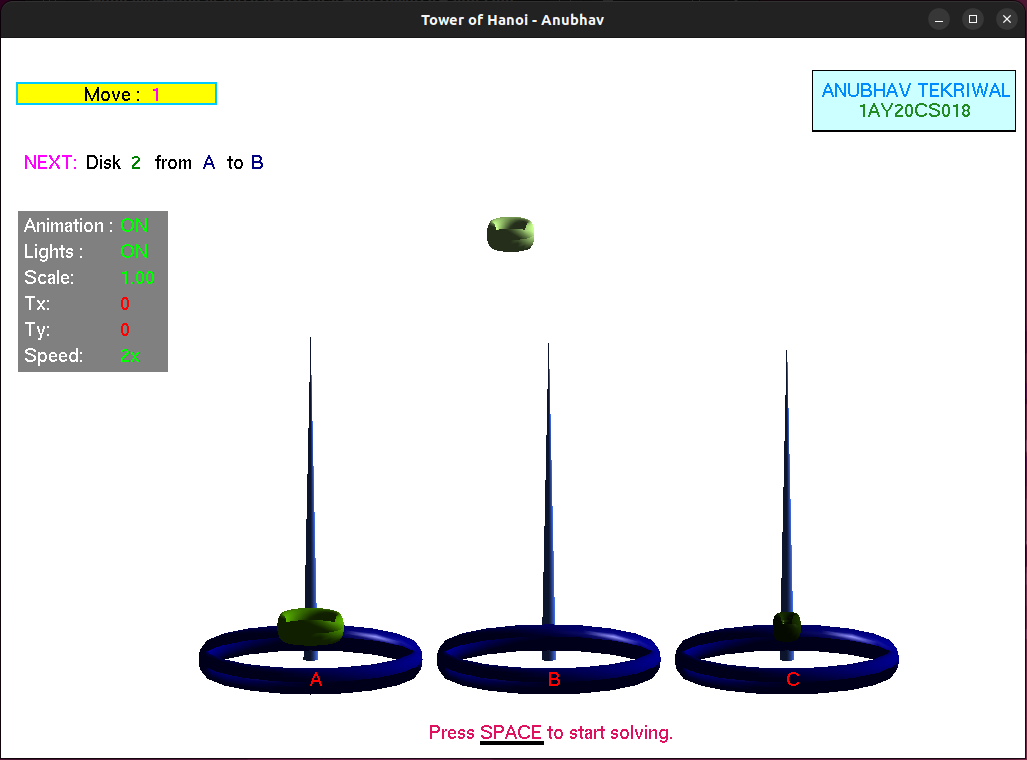 Tower of Hanoi - Anubhav
Move : 1
ANUBHAV TEKRIWAL
1AY20CS018
NEXT: Disk 2 from A to B
Animation : ON
Lights : ON
Scale: 1.00
Tx: 0
Ty: 0
Speed: 2x
A B C
Press SPACE to start solving.